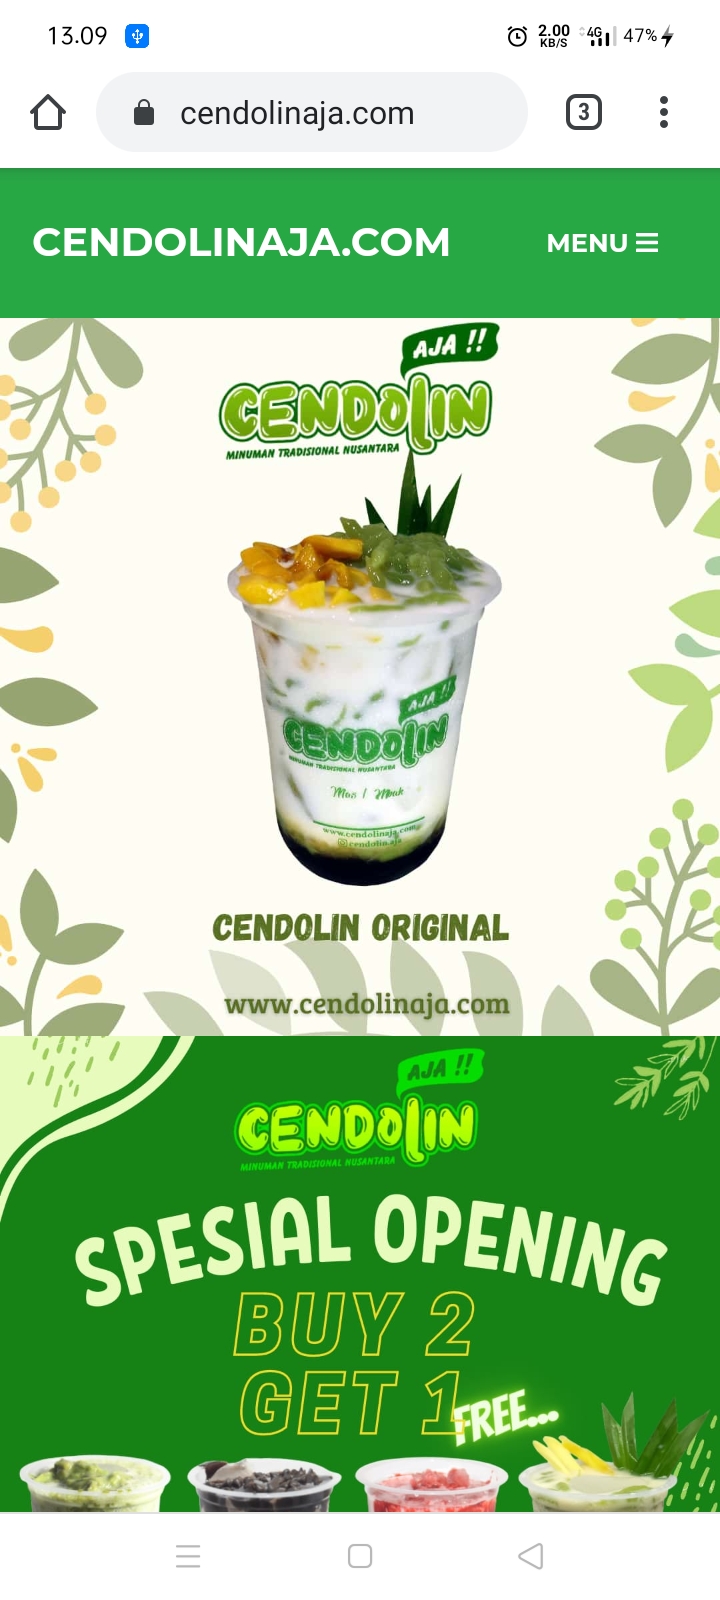 13.09
2.00
KB/S
4G
47%
cendolinaja.com
3
CENDOLINAJA.COM
MENU
AJA !!
CENDOLIN
MINUMAN TRADISIONAL NUSANTARA
AJA !!
CENDOLIN
MINUMAN TRADISIONAL NUSANTARA
Mas / Mbak
www.cendolinaja.com
cendolin.aja
CENDOLIN ORIGINAL
www.cendolinaja.com
AJA !!
CENDOLIN
MINUMAN TRADISIONAL NUSANTARA
SPESIAL OPENING
BUY 2
GET 1
FREE...